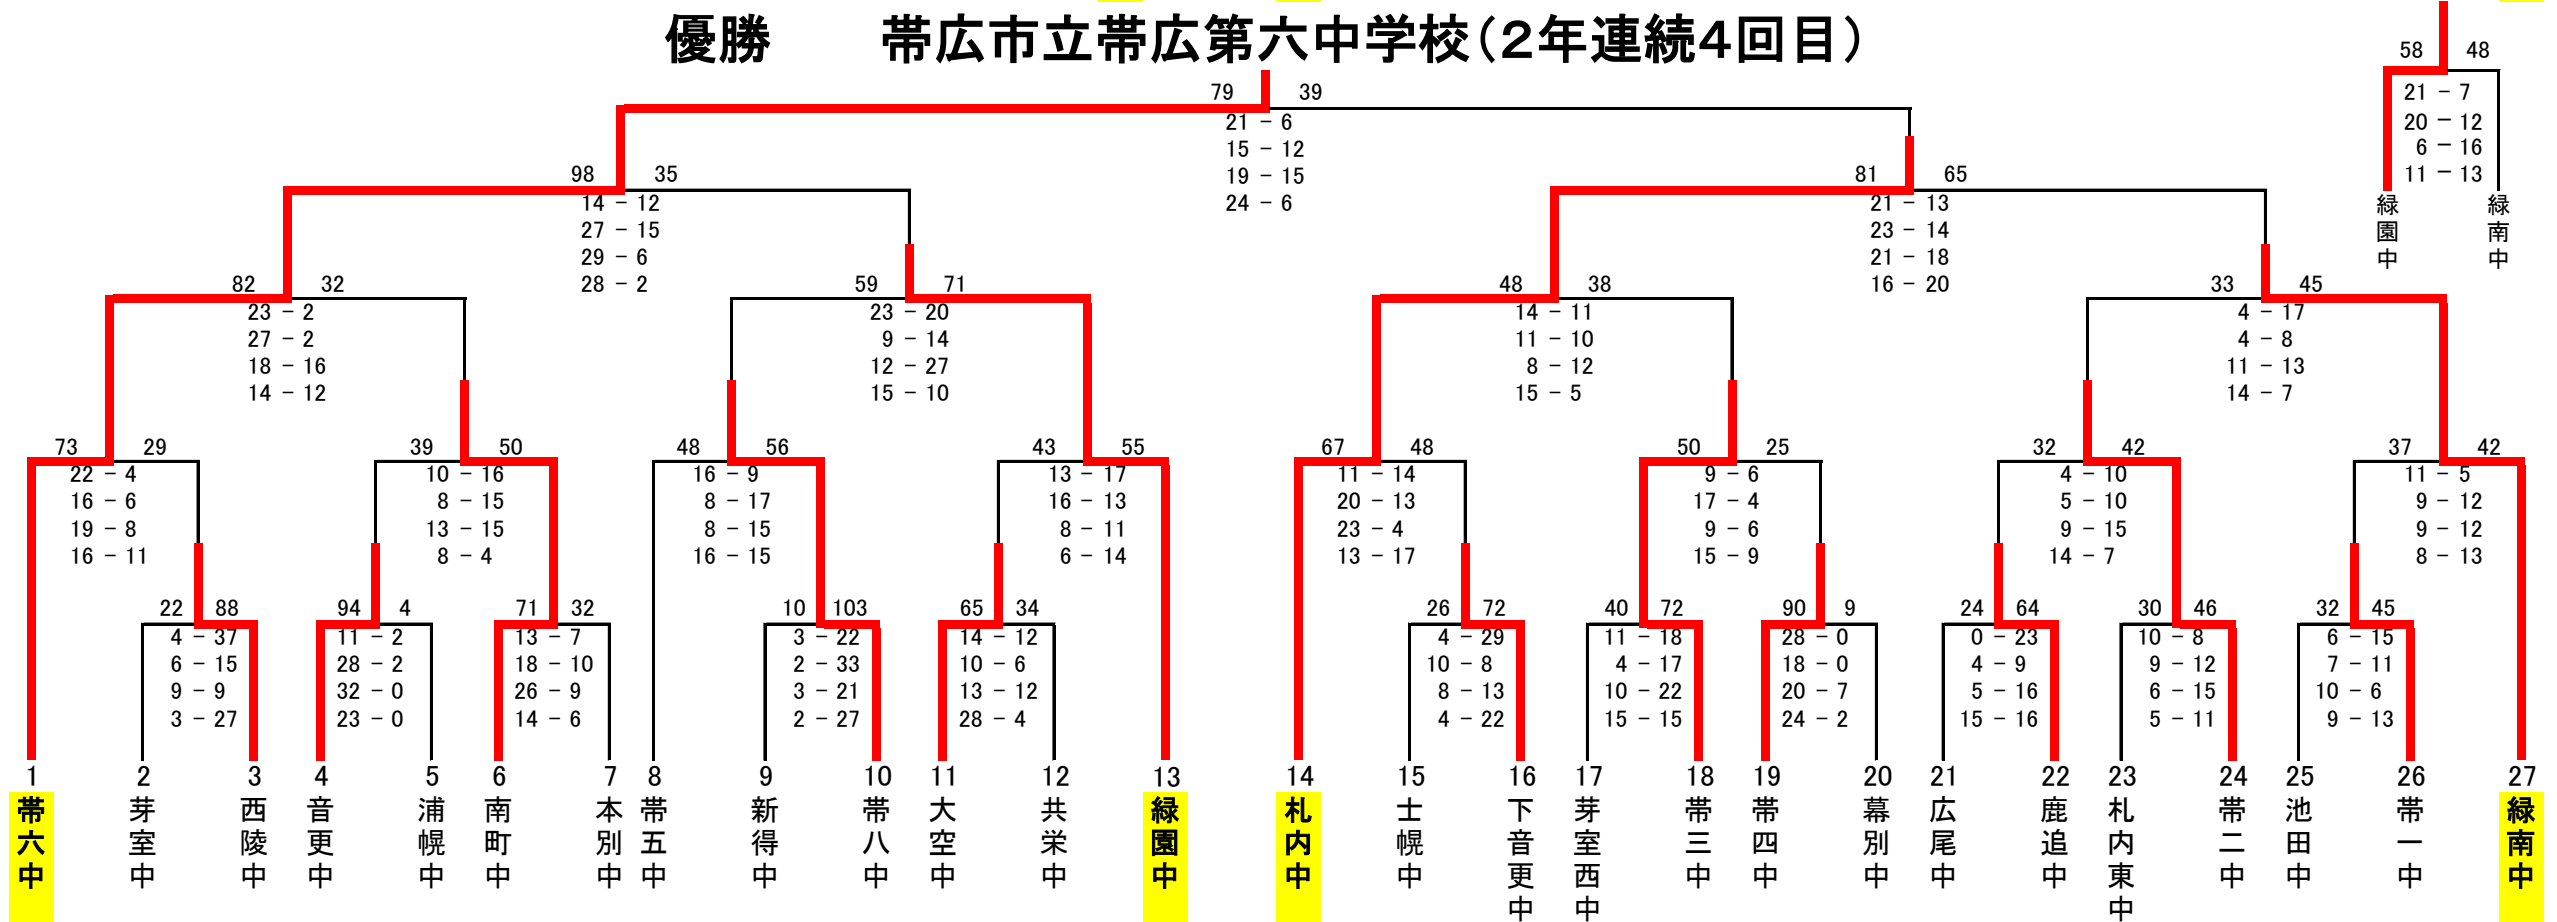 優勝　帯広市立帯広第六中学校(2年連続4回目)
58 48
21 - 7
20 - 12
6 - 16
11 - 13
緑園中
緑南中
79 39
21 - 6
15 - 12
19 - 15
24 - 6
98 35
14 - 12
27 - 15
29 - 6
28 - 2
81 65
21 - 13
23 - 14
21 - 18
16 - 20
82 32
23 - 2
27 - 2
18 - 16
14 - 12
59 71
23 - 20
9 - 14
12 - 27
15 - 10
48 38
14 - 11
11 - 10
8 - 12
15 - 5
33 45
4 - 17
4 - 8
11 - 13
14 - 7
73 29
22 - 4
16 - 6
19 - 8
16 - 11
39 50
10 - 16
8 - 15
13 - 15
8 - 4
48 56
16 - 9
8 - 17
8 - 15
16 - 15
43 55
13 - 17
16 - 13
8 - 11
6 - 14
67 48
11 - 14
20 - 13
23 - 4
13 - 17
50 25
9 - 6
17 - 4
9 - 6
15 - 9
32 42
4 - 10
5 - 10
9 - 15
14 - 7
37 42
11 - 5
9 - 12
9 - 12
8 - 13
22 88
4 - 37
6 - 15
9 - 9
3 - 27
94 4
11 - 2
28 - 2
32 - 0
23 - 0
71 32
13 - 7
18 - 10
26 - 9
14 - 6
10 103
3 - 22
2 - 33
3 - 21
2 - 27
65 34
14 - 12
10 - 6
13 - 12
28 - 4
26 72
4 - 29
10 - 8
8 - 13
4 - 22
40 72
11 - 18
4 - 17
10 - 22
15 - 15
90 9
28 - 0
18 - 0
20 - 7
24 - 2
24 64
0 - 23
4 - 9
5 - 16
15 - 16
30 46
10 - 8
9 - 12
6 - 15
5 - 11
32 45
6 - 15
7 - 11
10 - 6
9 - 13
1 帯六中
2 芽室中
3 西陵中
4 音更中
5 浦幌中
6 南町中
7 本別中
8 帯五中
9 新得中
10 帯八中
11 大空中
12 共栄中
13 緑園中
14 札内中
15 士幌中
16 下音更中
17 芽室西中
18 帯三中
19 帯四中
20 幕別中
21 広尾中
22 鹿追中
23 札内東中
24 帯二中
25 池田中
26 帯一中
27 緑南中